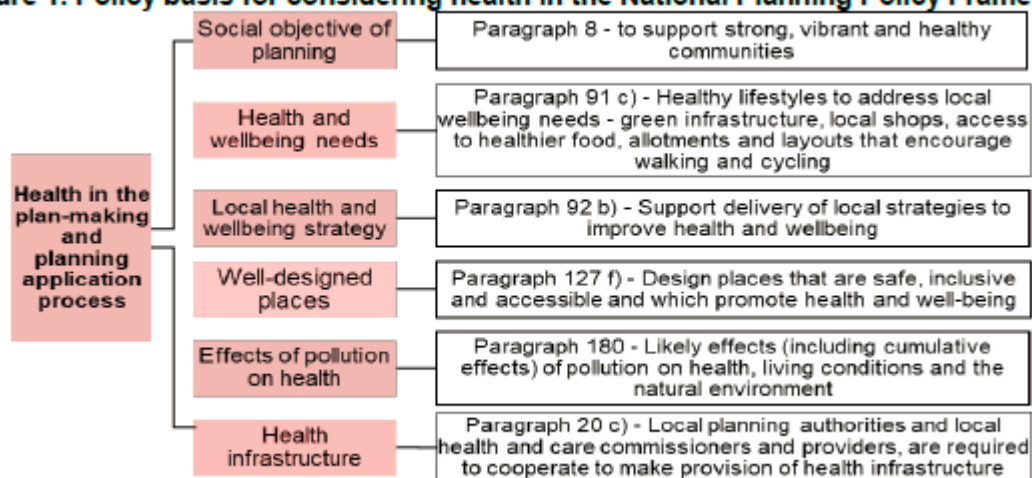 ure 1: Policy basis for considering health in the National Planning Policy Frame
Social objective of
planning
Paragraph 8 - to support strong, vibrant and healthy
communities
Health and
wellbeing needs
Paragraph 91 c) - Healthy lifestyles to address local
wellbeing needs - green infrastructure, local shops, access
to healthier food, allotments and layouts that encourage
walking and cycling
Health in the
plan-making
and
planning
application
process
Local health and
wellbeing strategy
Paragraph 92 b) - Support delivery of local strategies to
improve health and wellbeing
Well-designed
places
Paragraph 127 f) - Design places that are safe, inclusive
and accessible and which promote health and well-being
Effects of pollution
on health
Paragraph 180 - Likely effects (including cumulative
effects) of pollution on health, living conditions and the
natural environment
Health
infrastructure
Paragraph 20 c) - Local planning authorities and local
health and care commissioners and providers, are required
to cooperate to make provision of health infrastructure